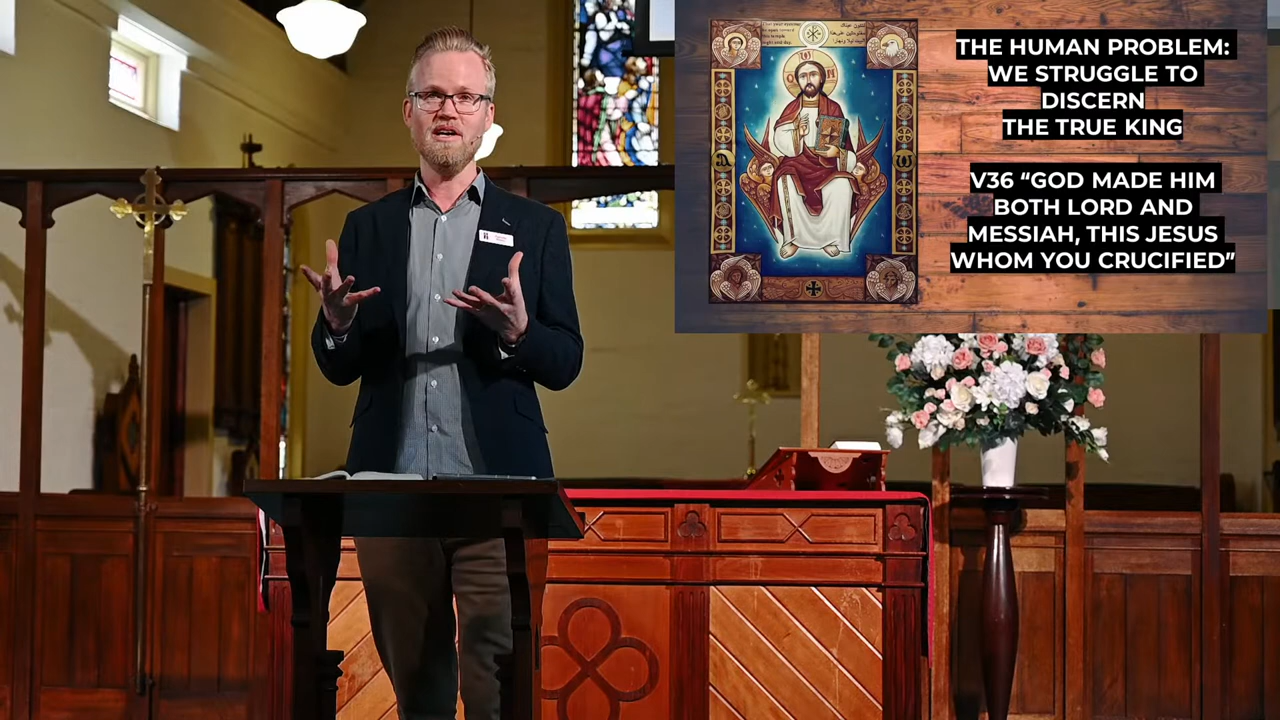 THE HUMAN PROBLEM:
WE STRUGGLE TO
DISCERN
THE TRUE KING
V36 “GOD MADE HIM
BOTH LORD AND
MESSIAH, THIS JESUS
WHOM YOU CRUCIFIED”